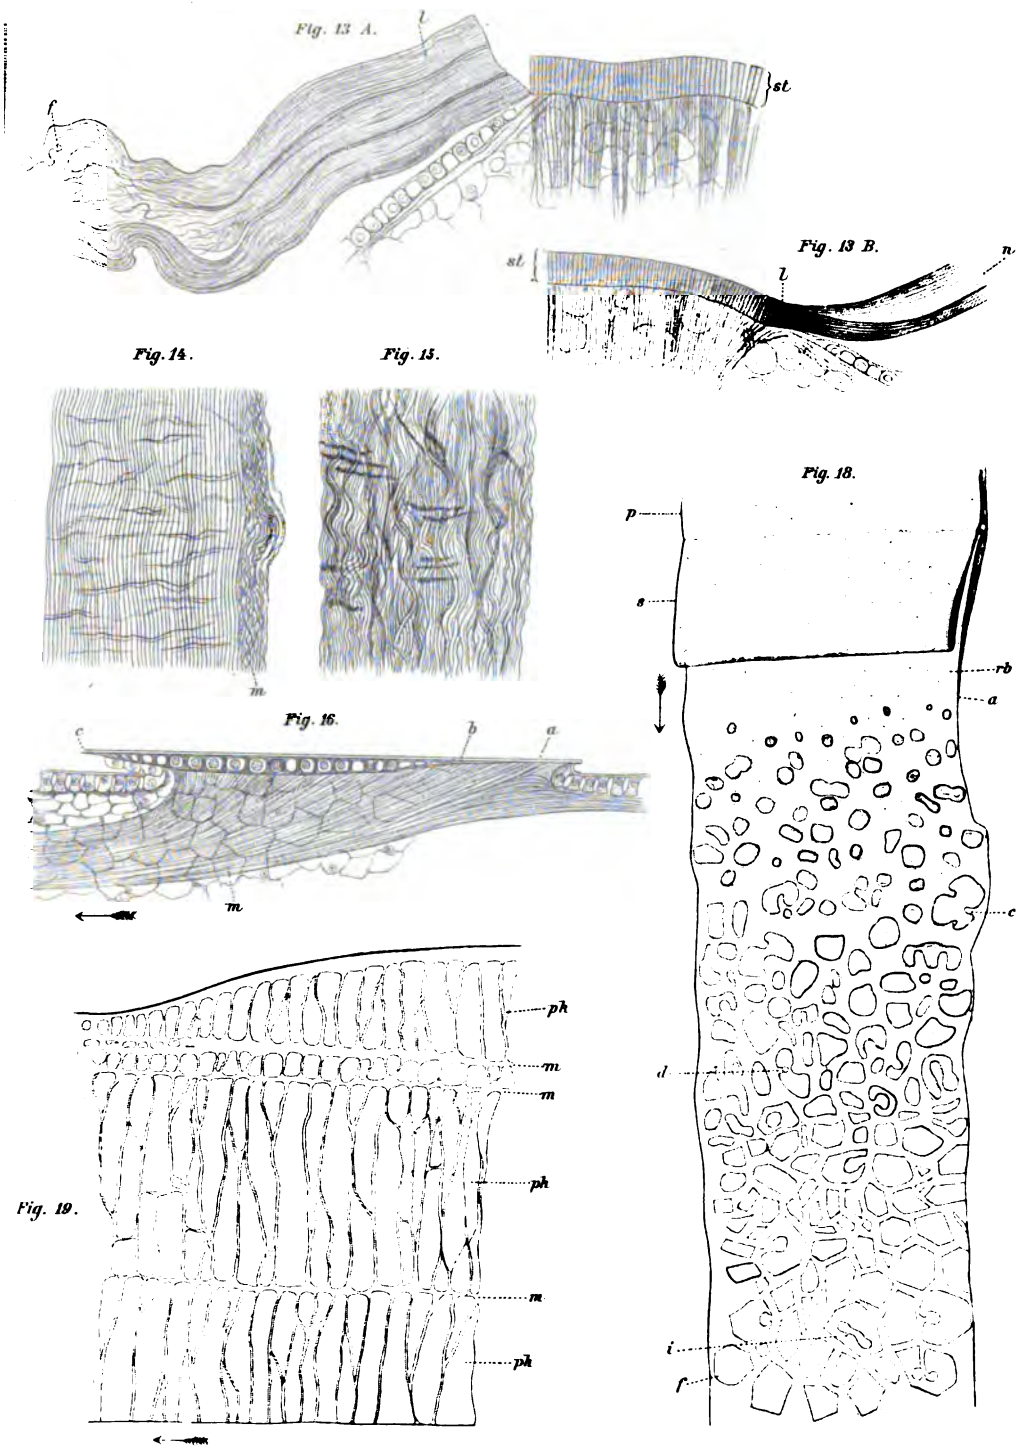 Fig. 13 A.
l
f
st
Fig. 13 B.
n
st
l
Fig. 14.
Fig. 15.
m
Fig. 18.
p
s
rb
a
c
d
i
f
Fig. 16.
c
b
a
m
Fig. 19.
ph
m
m
ph
m
ph